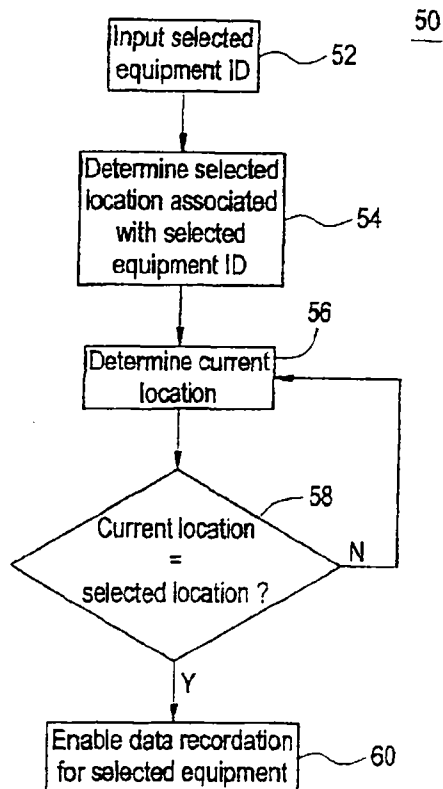 50
Input selected
equipment ID
52
Determine selected
location associated
with selected
equipment ID
54
56
Determine current
location
58
Current location
=
selected location ?
N
Y
Enable data recordation
for selected equipment
60